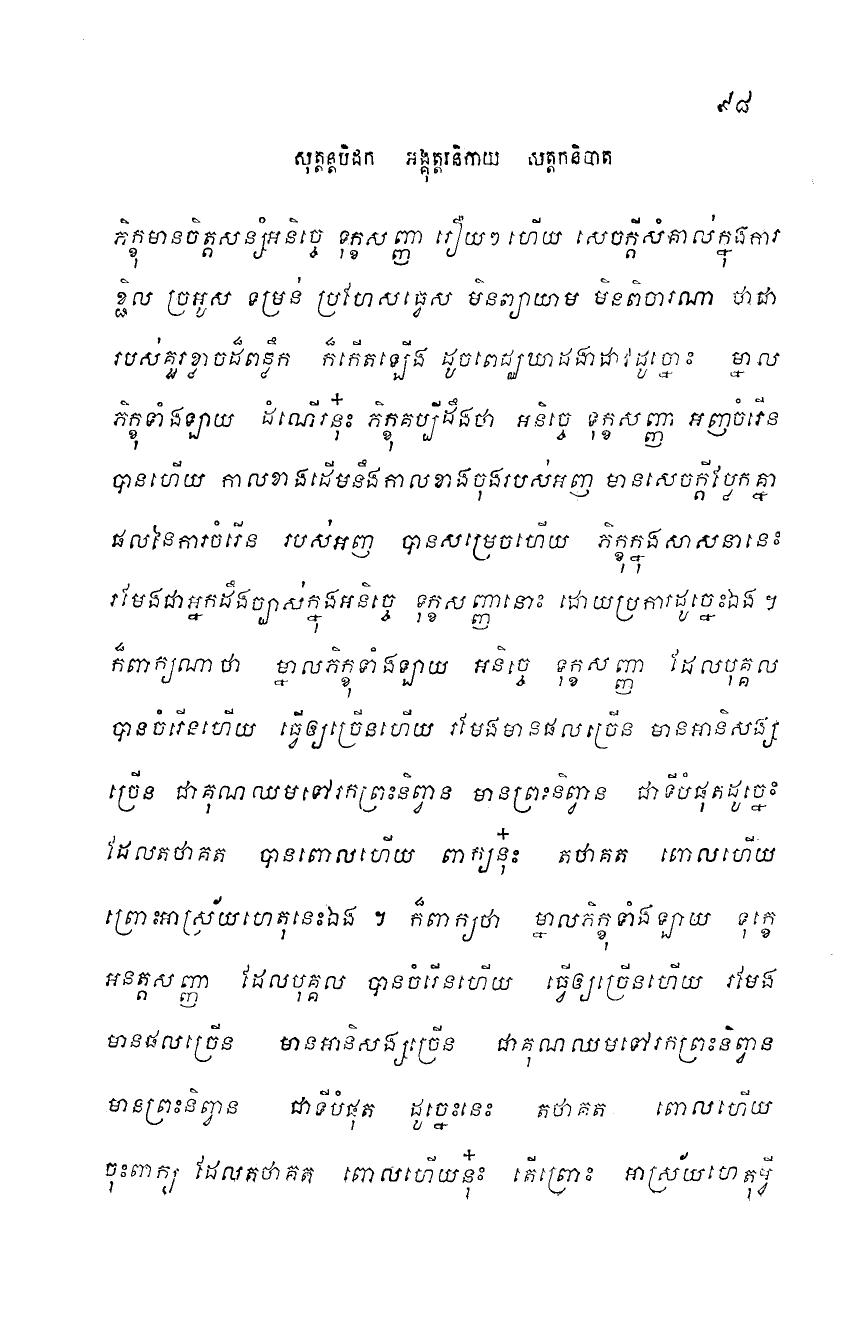 ៩៨
សុត្តន្តបិដក អង្គុត្តរនិកាយ សត្តកនិបាត
ភិក្ខុមានចិត្តសន្សំអនិច្ចេ ទុក្ខសញ្ញា រឿយៗ ហើយ សេចក្តីសំគាល់ក្នុងការ
ខ្ជិល ច្រអូស ទម្រន់ ប្រហែសធ្វេស មិនព្យាយាម មិនពិចារណា ថាជា
របស់គួរខ្លាចដ៏ពន្លឹក ក៏កើតឡើង ដូចពេជ្ឈឃាដងាដាវដូច្នោះ ម្នាល
ភិក្ខុទាំងឡាយ ដំណើរនុ៎ះ ភិក្ខុគប្បីដឹងថា អនិច្ចេ ទុក្ខសញ្ញា អញចំរើន
បានហើយ កាលខាងដើមនឹងកាលខាងចុងរបស់អញ មានសេចក្តីប្លែកគ្នា
ផលនៃការចំរើន របស់អញ បានសម្រេចហើយ ភិក្ខុក្នុងសាសនានេះ
រមែងជាអ្នកដឹងច្បាស់ក្នុងអនិច្ចេ ទុក្ខសញ្ញានោះ ដោយប្រការដូច្នេះឯង ។
ក៏ពាក្យណាថា ម្នាលភិក្ខុទាំងឡាយ អនិច្ចេ ទុក្ខសញ្ញា ដែលបុគ្គល
បានចំរើនហើយ ធ្វើឲ្យច្រើនហើយ រមែងមានផលច្រើន មានអានិសង្ស
ច្រើន ជាគុណឈមទៅរកព្រះនិព្វាន មានព្រះនិព្វាន ជាទីបំផុតដូច្នេះ
ដែលតថាគត បានពោលហើយ ពាក្យនុ៎ះ តថាគត ពោលហើយ
ព្រោះអាស្រ័យហេតុនេះឯង ។ ក៏ពាក្យថា ម្នាលភិក្ខុទាំងឡាយ ទុក្ខេ
អនត្តសញ្ញា ដែលបុគ្គល បានចំរើនហើយ ធ្វើឲ្យច្រើនហើយ រមែង
មានផលច្រើន មានអានិសង្សច្រើន ជាគុណឈមទៅរកព្រះនិព្វាន
មានព្រះនិព្វាន ជាទីបំផុត ដូច្នេះនេះ តថាគត ពោលហើយ
ចុះពាក្យ ដែលតថាគត ពោលហើយនុ៎ះ តើព្រោះ អាស្រ័យហេតុអ្វី